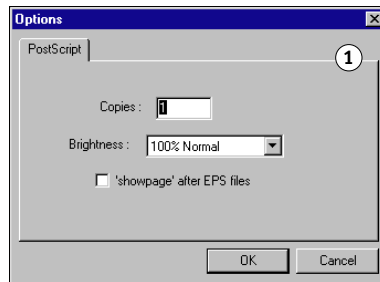 Options
PostScript
1
Copies : 1
Brightness : 100% Normal
'showpage' after EPS files
OK Cancel